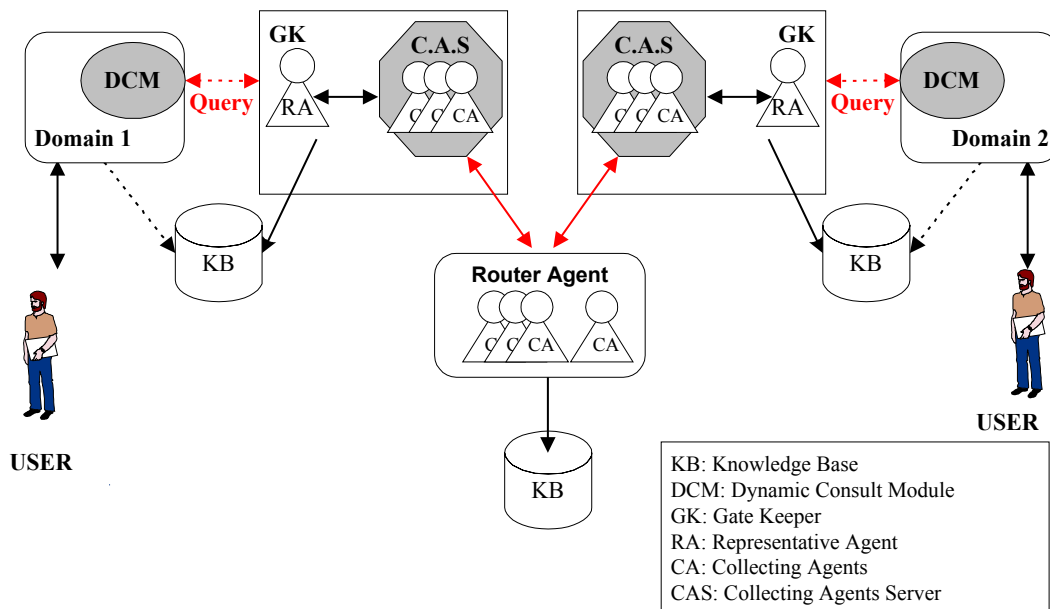 GK
C.A.S
RA
C
C
CA
DCM
Query
Domain 1
KB
USER
C.A.S
GK
C
C
CA
RA
DCM
Query
Domain 2
KB
USER
Router Agent
C
C
CA
CA
KB
KB: Knowledge Base
DCM: Dynamic Consult Module
GK: Gate Keeper
RA: Representative Agent
CA: Collecting Agents
CAS: Collecting Agents Server